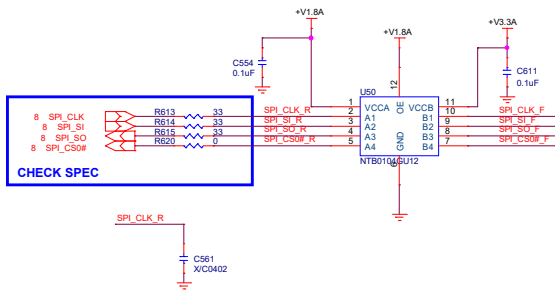 +V1.8A
+V1.8A
+V3.3A
C554
0.1uF
C611
0.1uF
U50
12
8 SPI_CLK R613 33 SPI_CLK_R 1 VCCA OE VCCB 11
8 SPI_SI R614 33 SPI_SI_R 2 A1 B1 10 SPI_CLK_F
8 SPI_SO R615 33 SPI_SO_R 3 A2 B2 9 SPI_SI_F
8 SPI_CS0# R620 0 SPI_CS0#_R 4 A3 GND B3 8 SPI_SO_F
5 A4 B4 7 SPI_CS0#_F
6
NTB0104GU12
CHECK SPEC
SPI_CLK_R
C561
X/C0402